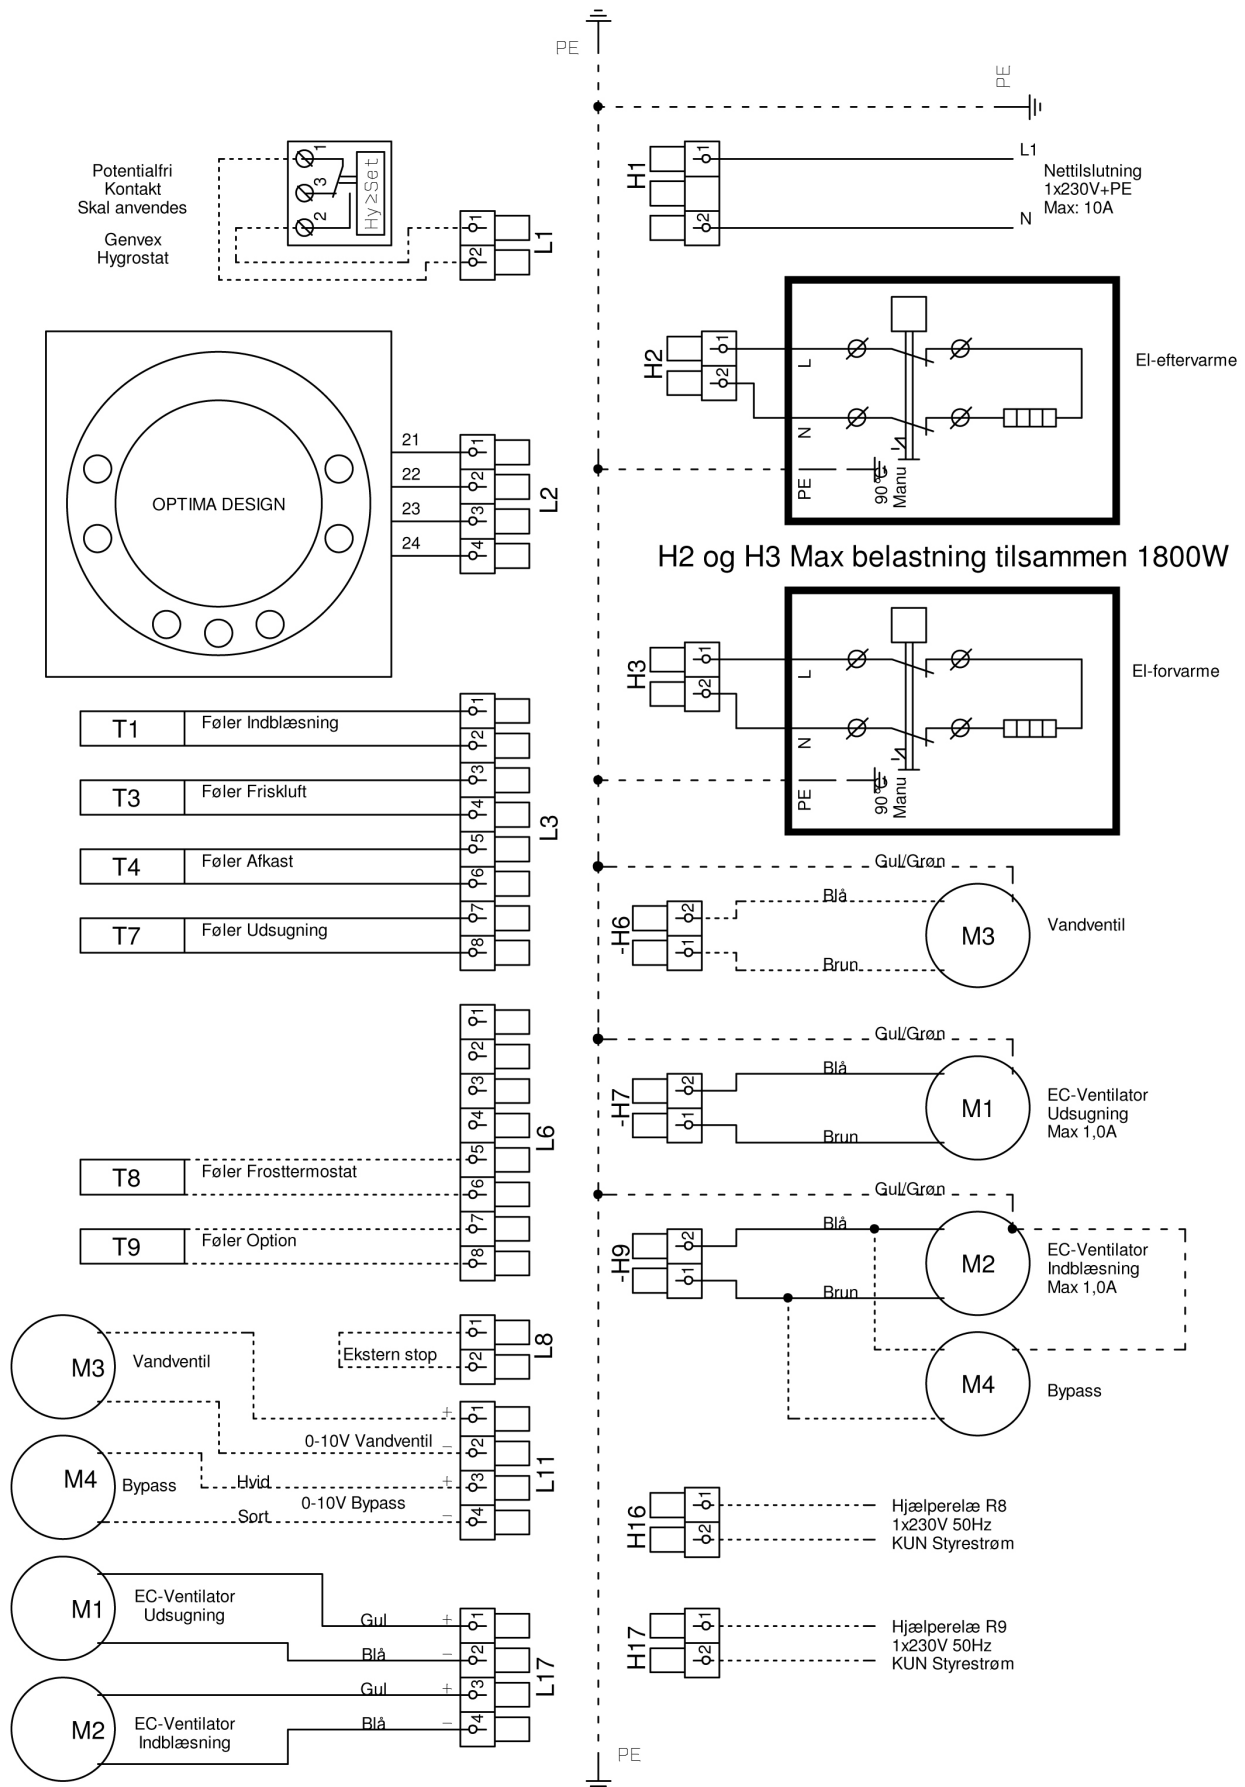 PE
PE
Potentialfri
Kontakt
Skal anvendes
Genvex
Hygrostat
1
3
2
Hy≥Set
1
2
L1
H1
1
2
L1
Nettilslutning
1x230V+PE
Max: 10A
N
OPTIMA DESIGN
21
22
23
24
1
2
3
4
L2
H2
1
2
L
N
PE
90°C
Manu
El-eftervarme
H2 og H3 Max belastning tilsammen 1800W
H3
1
2
L
N
PE
90°C
Manu
El-forvarme
T1
Føler Indblæsning
T3
Føler Friskluft
T4
Føler Afkast
T7
Føler Udsugning
1
2
3
4
5
6
7
8
L3
Gul/Grøn
-H6
2
1
Blå
Brun
M3
Vandventil
Gul/Grøn
-H7
2
1
Blå
Brun
M1
EC-Ventilator
Udsugning
Max 1,0A
1
2
3
4
5
6
7
8
L6
T8
Føler Frosttermostat
T9
Føler Option
Gul/Grøn
-H9
2
1
Blå
Brun
M2
EC-Ventilator
Indblæsning
Max 1,0A
M4
Bypass
M3
Vandventil
Ekstern stop
1
2
L8
+
0-10V Vandventil
-
M4
Bypass
Hvid
+
0-10V Bypass
Sort
-
1
2
3
4
L11
H16
1
2
Hjælperelæ R8
1x230V 50Hz
KUN Styrestrøm
M1
EC-Ventilator
Udsugning
Gul
+
Blå
-
M2
EC-Ventilator
Indblæsning
Gul
+
Blå
-
1
2
3
4
L17
H17
1
2
Hjælperelæ R9
1x230V 50Hz
KUN Styrestrøm
PE